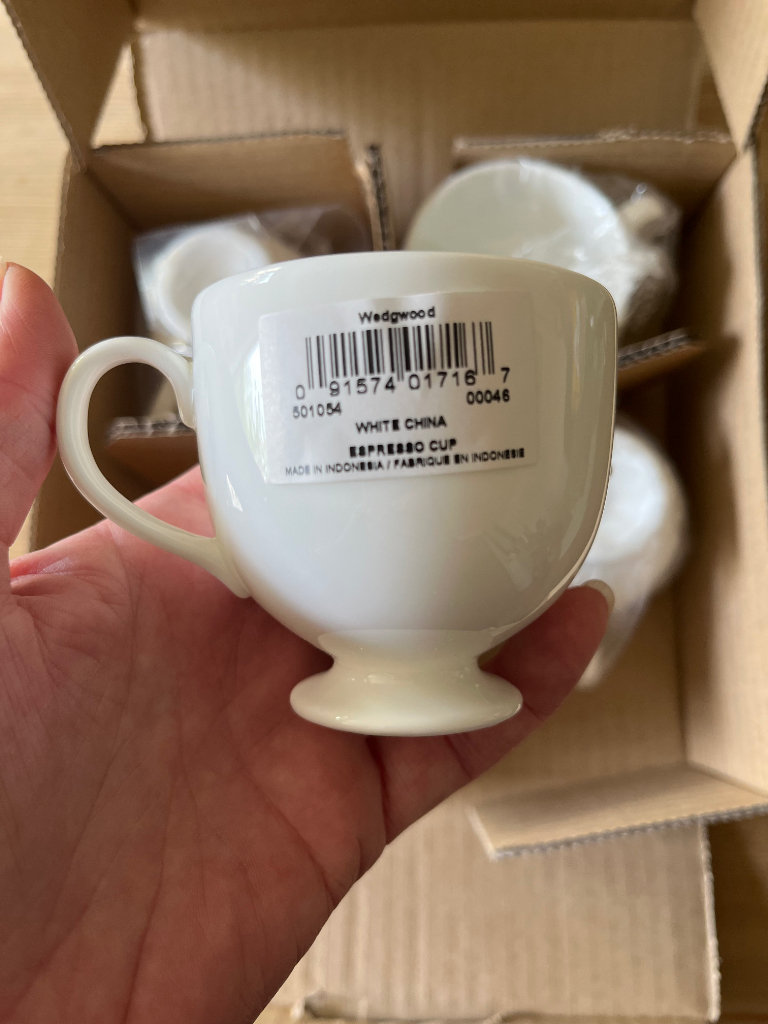 Wedgwood
0 91574 01716 7
501054 00046
WHITE CHINA
ESPRESSO CUP
MADE IN INDONESIA / FABRIQUE EN INDONESIE